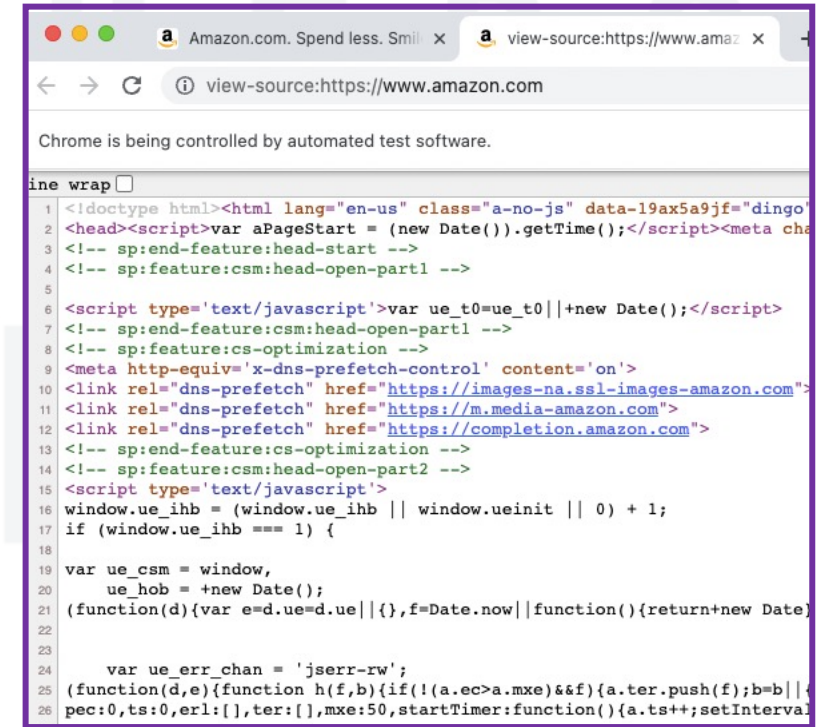 Amazon.com. Spend less. Smil
view-source:https://www.amaz
view-source:https://www.amazon.com
Chrome is being controlled by automated test software.
ine wrap
1 <!doctype html><html lang="en-us" class="a-no-js" data-19ax5a9jf="dingo"
2 <head><script>var aPageStart = (new Date()).getTime();</script><meta cha
3 <!-- sp:end-feature:head-start -->
4 <!-- sp:feature:csm:head-open-part1 -->
5
6 <script type='text/javascript'>var ue_t0=ue_t0||+new Date();</script>
7 <!-- sp:end-feature:csm:head-open-part1 -->
8 <!-- sp:feature:cs-optimization -->
9 <meta http-equiv='x-dns-prefetch-control' content='on'>
10 <link rel="dns-prefetch" href="https://images-na.ssl-images-amazon.com">
11 <link rel="dns-prefetch" href="https://m.media-amazon.com">
12 <link rel="dns-prefetch" href="https://completion.amazon.com">
13 <!-- sp:end-feature:cs-optimization -->
14 <!-- sp:feature:csm:head-open-part2 -->
15 <script type='text/javascript'>
16 window.ue_ihb = (window.ue_ihb || window.ueinit || 0) + 1;
17 if (window.ue_ihb === 1) {
18
19 var ue_csm = window,
20 ue_hob = +new Date();
21 (function(d){var e=d.ue=d.ue||{},f=Date.now||function(){return+new Date}
22
23
24 var ue_err_chan = 'jserr-rw';
25 (function(d,e){function h(f,b){if(!(a.ec>a.mxe)&&f){a.ter.push(f);b=b||{
26 pec:0,ts:0,erl:[],ter:[],mxe:50,startTimer:function(){a.ts++;setInterval